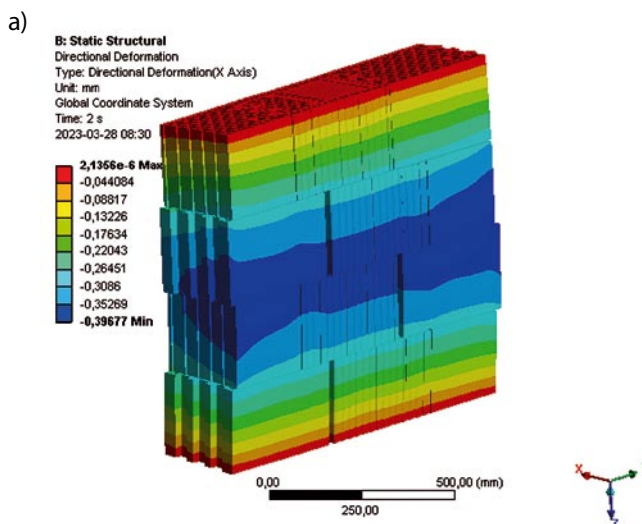 a)
B: Static Structural
Directional Deformation
Type: Directional Deformation(X Axis)
Unit: mm
Global Coordinate System
Time: 2 s
2023-03-28 08:30
2,1356e-6 Max
-0,044084
-0,08817
-0,13226
-0,17634
-0,22043
-0,26451
-0,3086
-0,35269
-0,39677 Min
0,00
500,00 (mm)
250,00
X